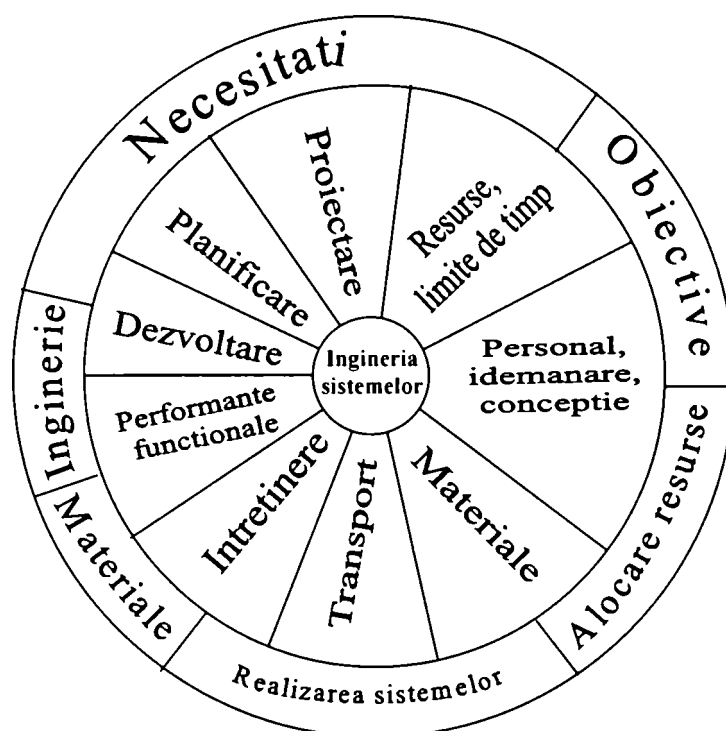 Necesitati
Obiective
Alocare resurse
Realizarea sistemelor
Materiale
Inginerie
Proiectare
Resurse,
limite de timp
Personal,
idemanare,
conceptie
Materiale
Transport
Intretinere
Performante
functionale
Dezvoltare
Planificare
Ingineria
sistemelor